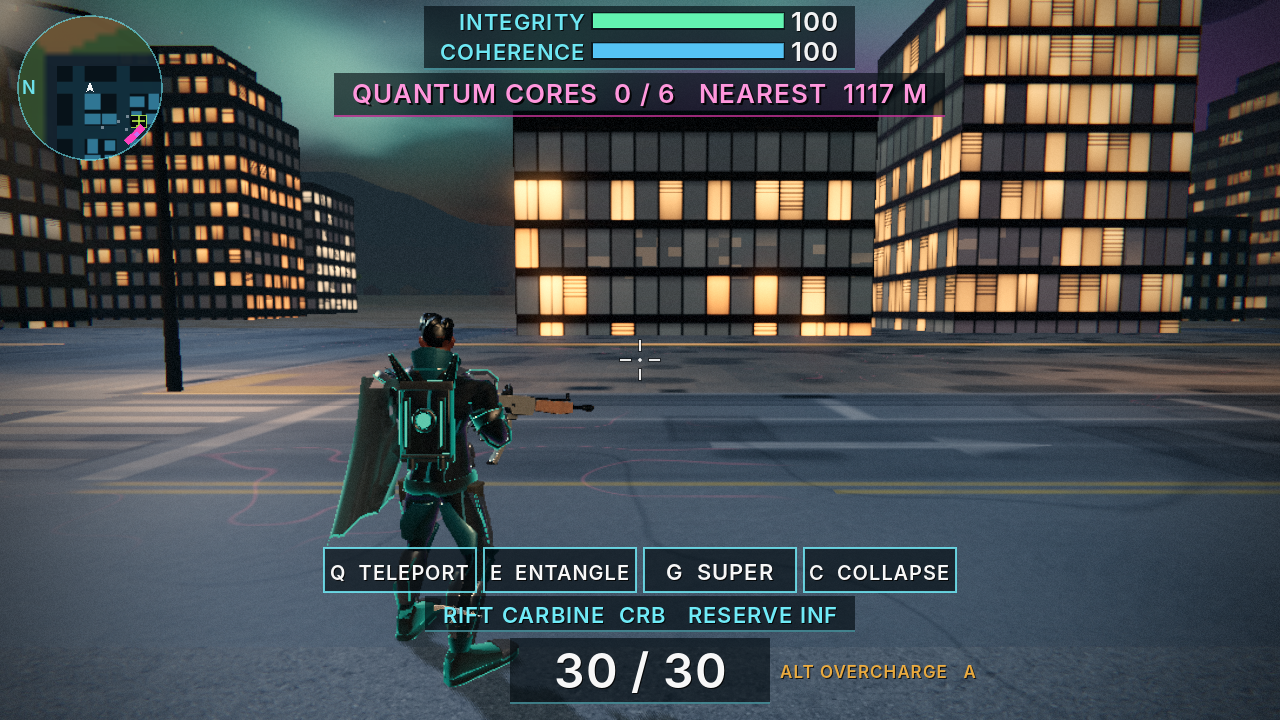 INTEGRITY 100
COHERENCE 100
N
QUANTUM CORES 0 / 6 NEAREST 1117 M
Q TELEPORT
E ENTANGLE
G SUPER
C COLLAPSE
RIFT CARBINE CRB RESERVE INF
30 / 30
ALT OVERCHARGE A